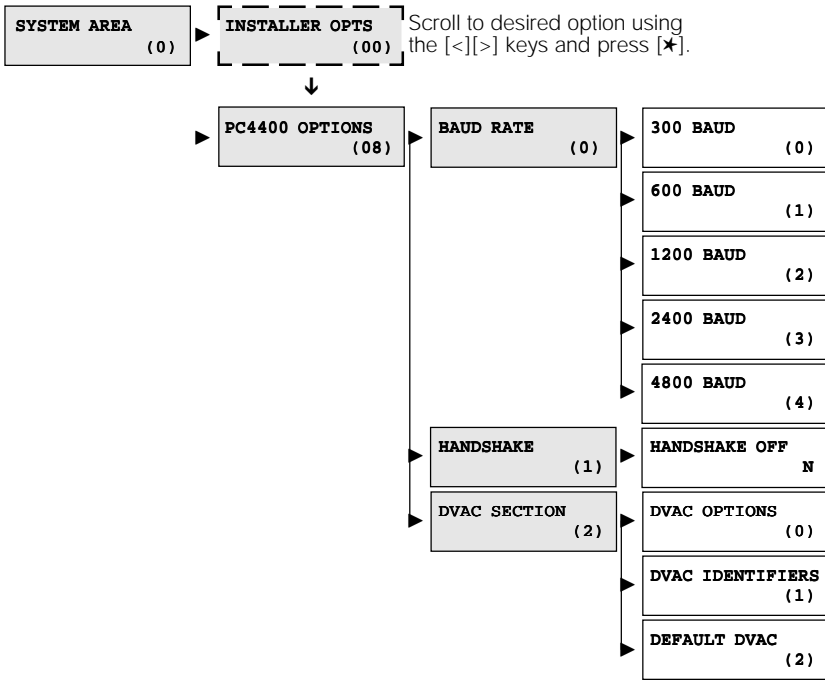 SYSTEM AREA
(0)
INSTALLER OPTS
(00)
Scroll to desired option using
the [<][>] keys and press [✶].
PC4400 OPTIONS
(08)
BAUD RATE
(0)
300 BAUD
(0)
600 BAUD
(1)
1200 BAUD
(2)
2400 BAUD
(3)
4800 BAUD
(4)
HANDSHAKE
(1)
HANDSHAKE OFF
N
DVAC SECTION
(2)
DVAC OPTIONS
(0)
DVAC IDENTIFIERS
(1)
DEFAULT DVAC
(2)